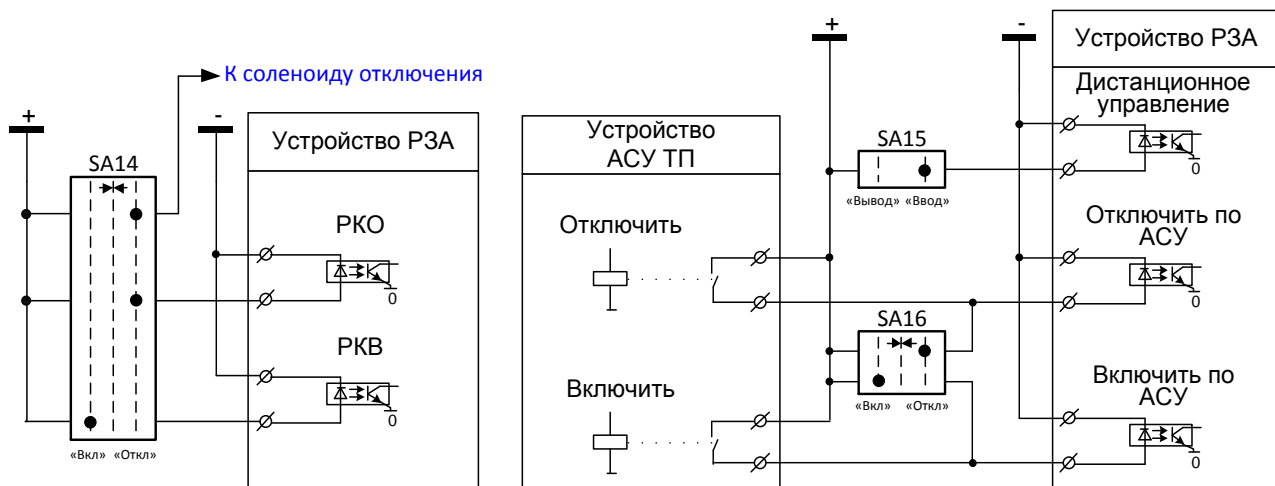 К соленоиду отключения
+
-
SA14
Устройство РЗА
РКО
0
РКВ
0
«Вкл» «Откл»
Устройство
АСУ ТП
Отключить
Включить
+
-
SA15
«Вывод» «Ввод»
SA16
«Вкл» «Откл»
Устройство РЗА
Дистанционное
управление
0
Отключить по
АСУ
0
Включить по
АСУ
0